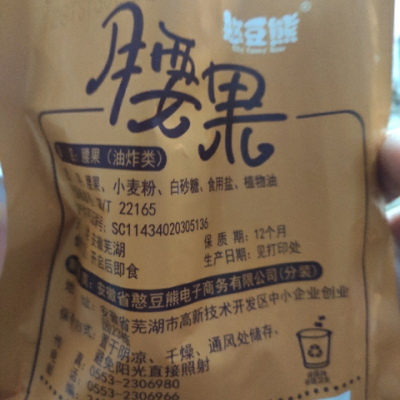 憨豆熊
腰果
腰果（油炸类）
腰果、小麦粉、白砂糖、食用盐、植物油
/T 22165
SC11434020305136
保 质 期：12个月
安徽芜湖
生产日期：见打印处
开启后即食
安徽省憨豆熊电子商务有限公司(分装)
安徽省芜湖市高新技术开发区中小企业创业
置于阴凉、干燥、通风处储存，
避免阳光直接照射
0553-2306980
0553-2306966